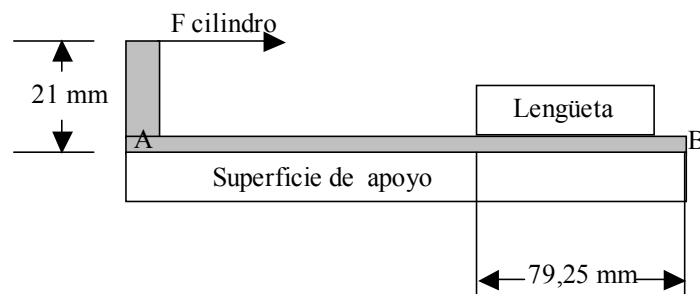 F cilindro
21 mm
Lengüeta
A
B
Superficie de apoyo
79,25 mm